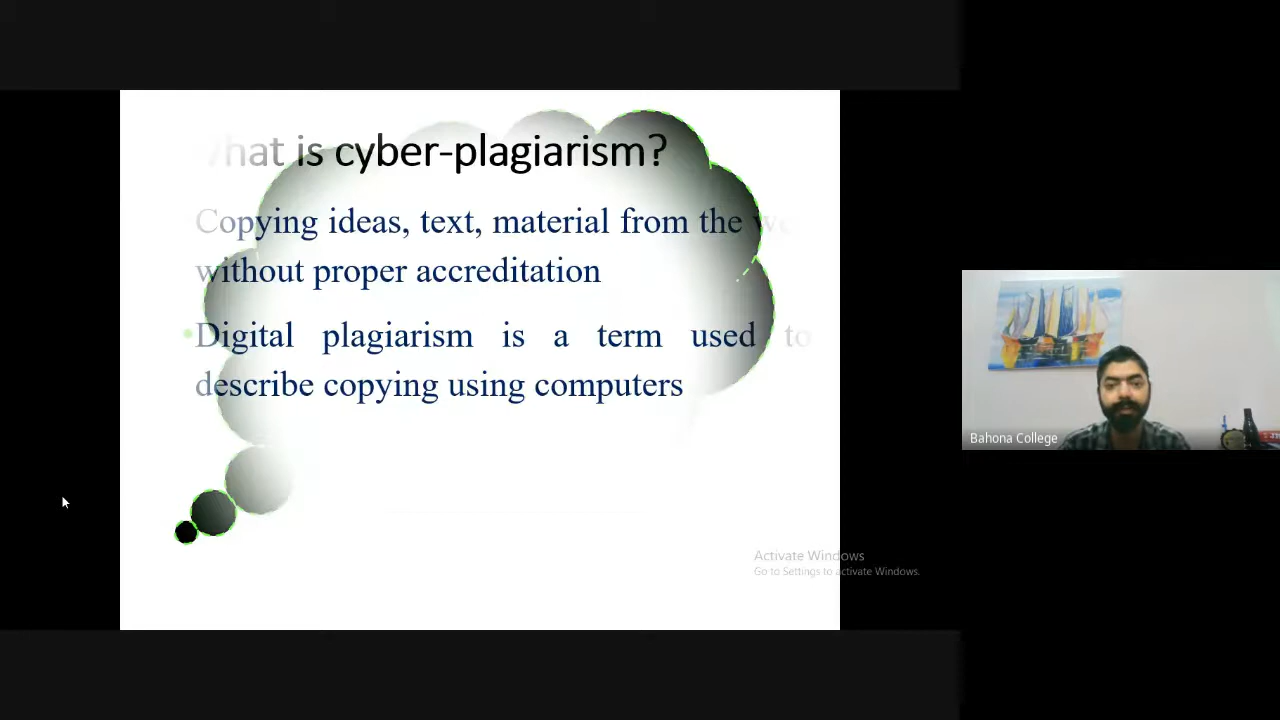 What is cyber-plagiarism?
Copying ideas, text, material from the
without proper accreditation
• Digital plagiarism is a term used to
describe copying using computers
Bahona College
Activate Windows
Go to Settings to activate Windows.